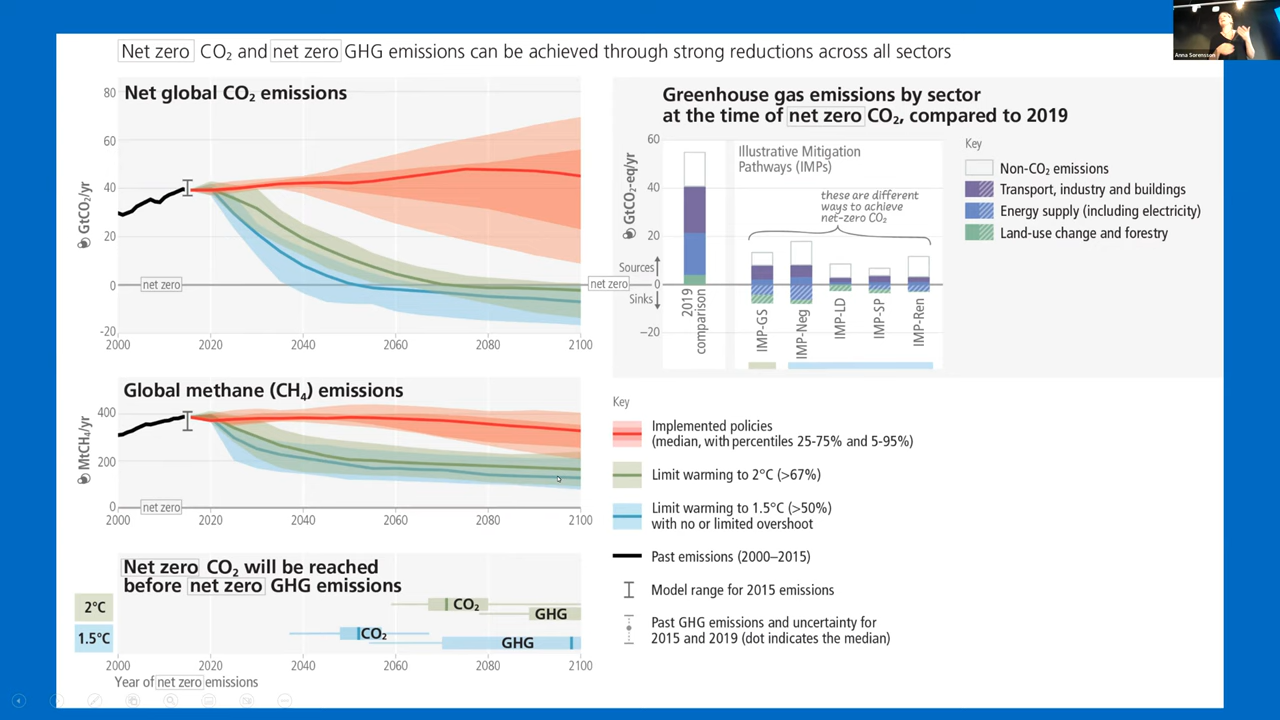 Net zero CO₂ and net zero GHG emissions can be achieved through strong reductions across all sectors
Anna Sorensson
Net global CO₂ emissions
80
60
40
20
0
-20
GtCO₂/yr
net zero
2000 2020 2040 2060 2080 2100
Global methane (CH₄) emissions
400
200
0
MtCH₄/yr
net zero
2000 2020 2040 2060 2080 2100
Net zero CO₂ will be reached
before net zero GHG emissions
2°C
1.5°C
CO₂
GHG
CO₂
GHG
2000 2020 2040 2060 2080 2100
Year of net zero emissions
Greenhouse gas emissions by sector
at the time of net zero CO₂, compared to 2019
60
40
20
0
−20
GtCO₂-eq/yr
Sources
net zero
Sinks
Illustrative Mitigation
Pathways (IMPs)
these are different
ways to achieve
net-zero CO₂
2019
comparison
IMP-GS
IMP-Neg
IMP-LD
IMP-SP
IMP-Ren
Key
Non-CO₂ emissions
Transport, industry and buildings
Energy supply (including electricity)
Land-use change and forestry
Key
Implemented policies
(median, with percentiles 25-75% and 5-95%)
Limit warming to 2°C (>67%)
Limit warming to 1.5°C (>50%)
with no or limited overshoot
Past emissions (2000–2015)
Model range for 2015 emissions
Past GHG emissions and uncertainty for
2015 and 2019 (dot indicates the median)